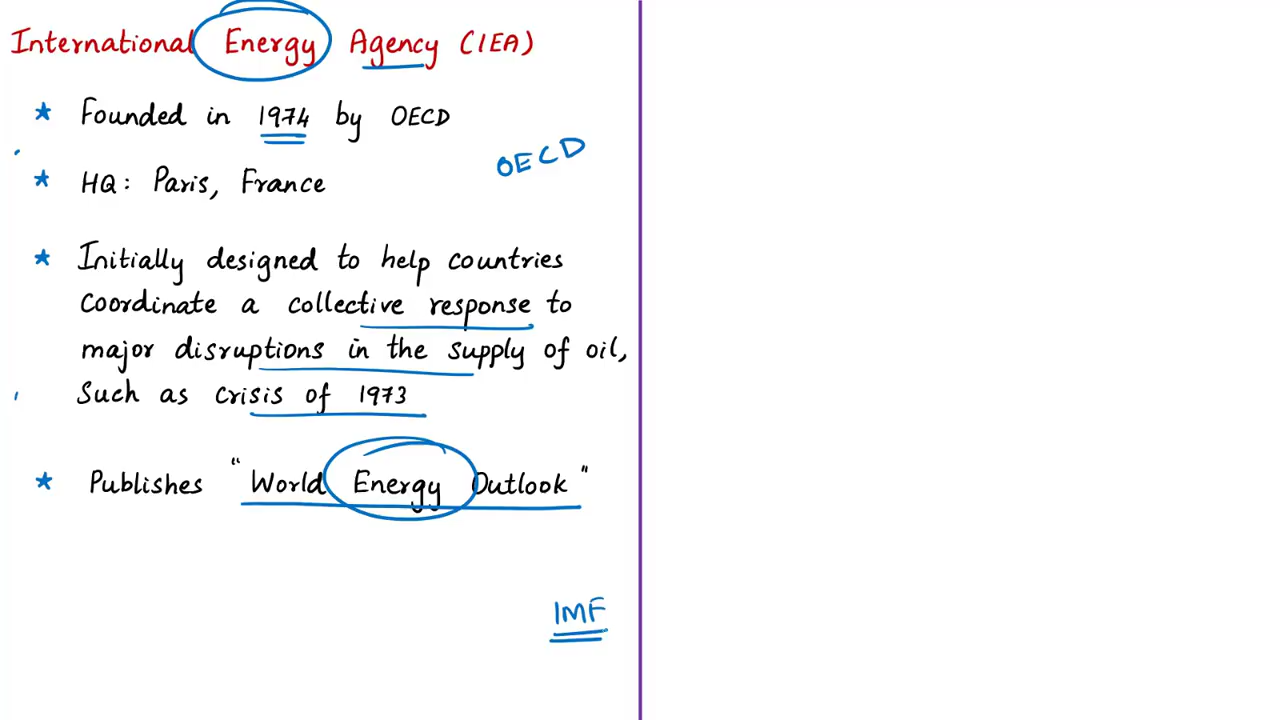 International Energy Agency (IEA)
* Founded in 1974 by OECD
OECD
* HQ: Paris, France
* Initially designed to help countries
coordinate a collective response to
major disruptions in the supply of oil,
Such as crisis of 1973
* Publishes "World Energy Outlook"
IMF